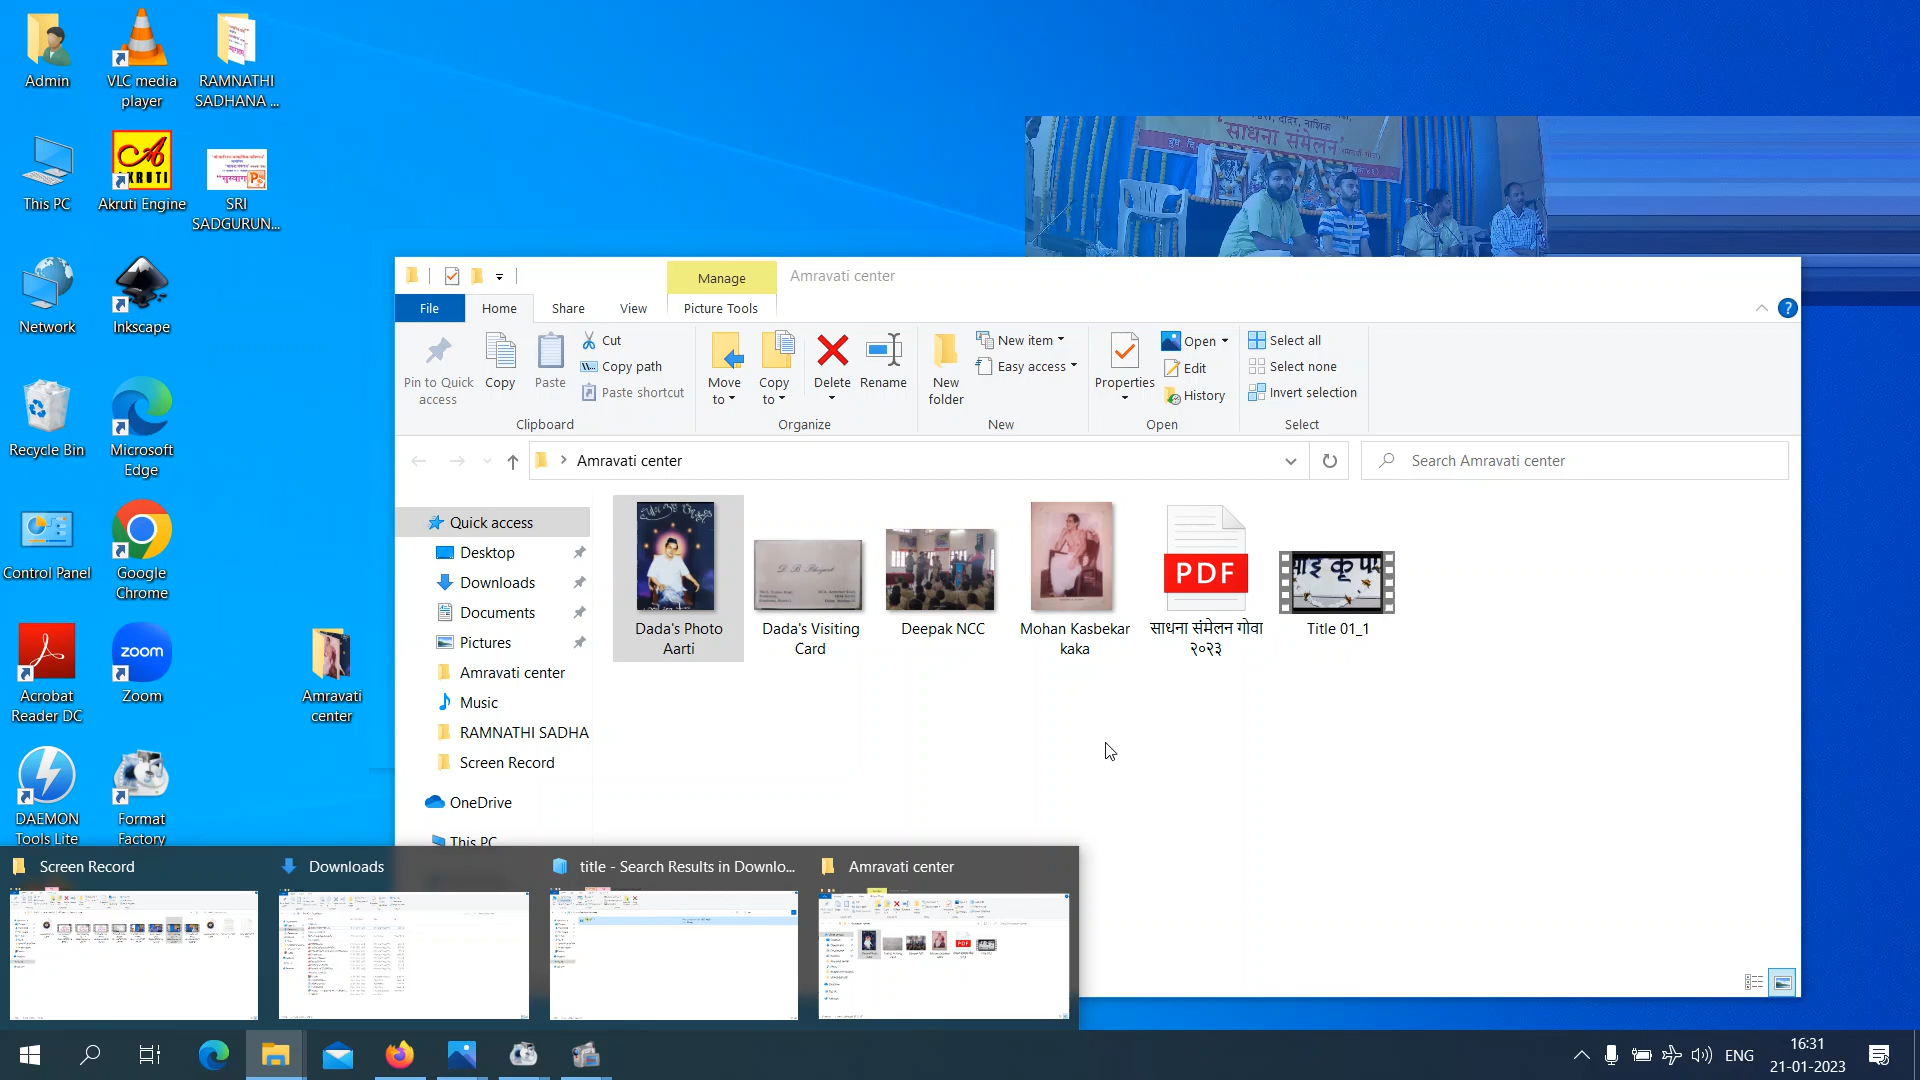 Admin
VLC media
player
RAMNATHI
SADHANA ...
This PC
AKRUTI
Akruti Engine
SRI
SADGURUN...
Network
Inkscape
Recycle Bin
Microsoft
Edge
Control Panel
Google
Chrome
Acrobat
Reader DC
zoom
Zoom
Amravati
center
DAEMON
Tools Lite
Format
Factory
साधना संमेलन
Manage
Amravati center
File
Home
Share
View
Picture Tools
Pin to Quick
access
Copy
Paste
Cut
Copy path
Paste shortcut
Clipboard
Move
to
Copy
to
Delete
Rename
Organize
New
folder
New item
Easy access
New
Properties
Open
Edit
History
Open
Select all
Select none
Invert selection
Select
Amravati center
Search Amravati center
Quick access
Desktop
Downloads
Documents
Pictures
Amravati center
Music
RAMNATHI SADHA
Screen Record
OneDrive
This PC
Dada's Photo
Aarti
D. B. Bhagwat
Dada's Visiting
Card
Deepak NCC
Mohan Kasbekar
kaka
PDF
साधना संमेलन गोवा
२०२३
Title 01_1
Screen Record
Downloads
title - Search Results in Downlo...
Amravati center
ENG
16:31
21-01-2023